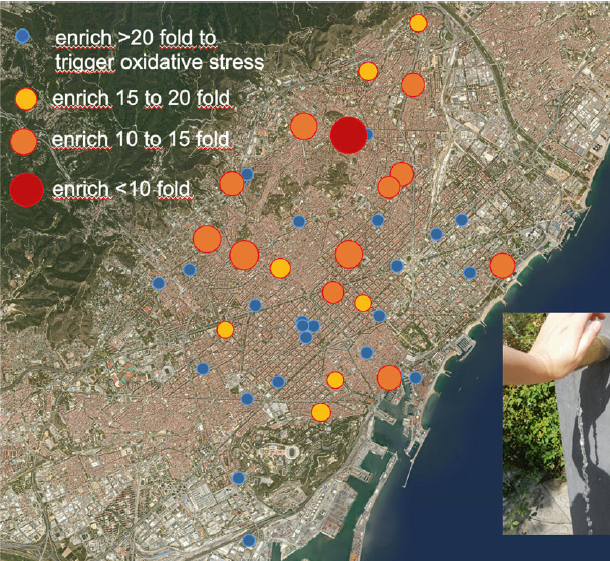 enrich >20 fold to
trigger oxidative stress
enrich 15 to 20 fold
enrich 10 to 15 fold
enrich <10 fold